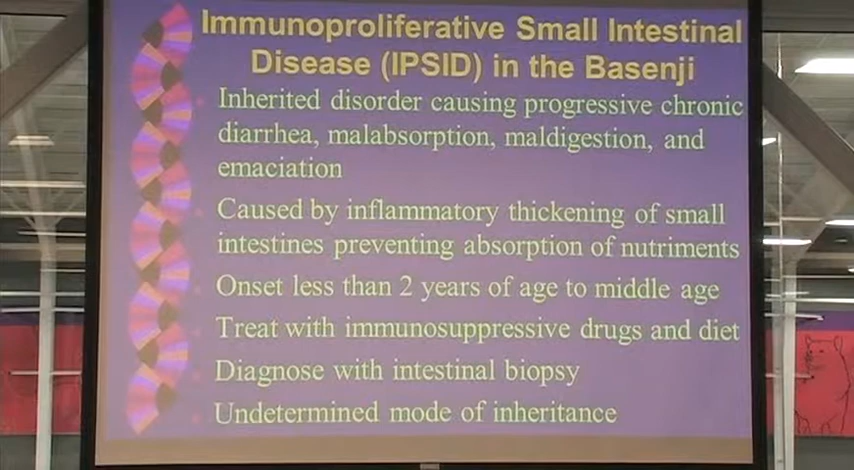 Immunoproliferative Small Intestinal
Disease (IPSID) in the Basenji
Inherited disorder causing progressive chronic
diarrhea, malabsorption, maldigestion, and
emaciation
Caused by inflammatory thickening of small
intestines preventing absorption of nutriments
Onset less than 2 years of age to middle age
Treat with immunosuppressive drugs and diet
Diagnose with intestinal biopsy
Undetermined mode of inheritance